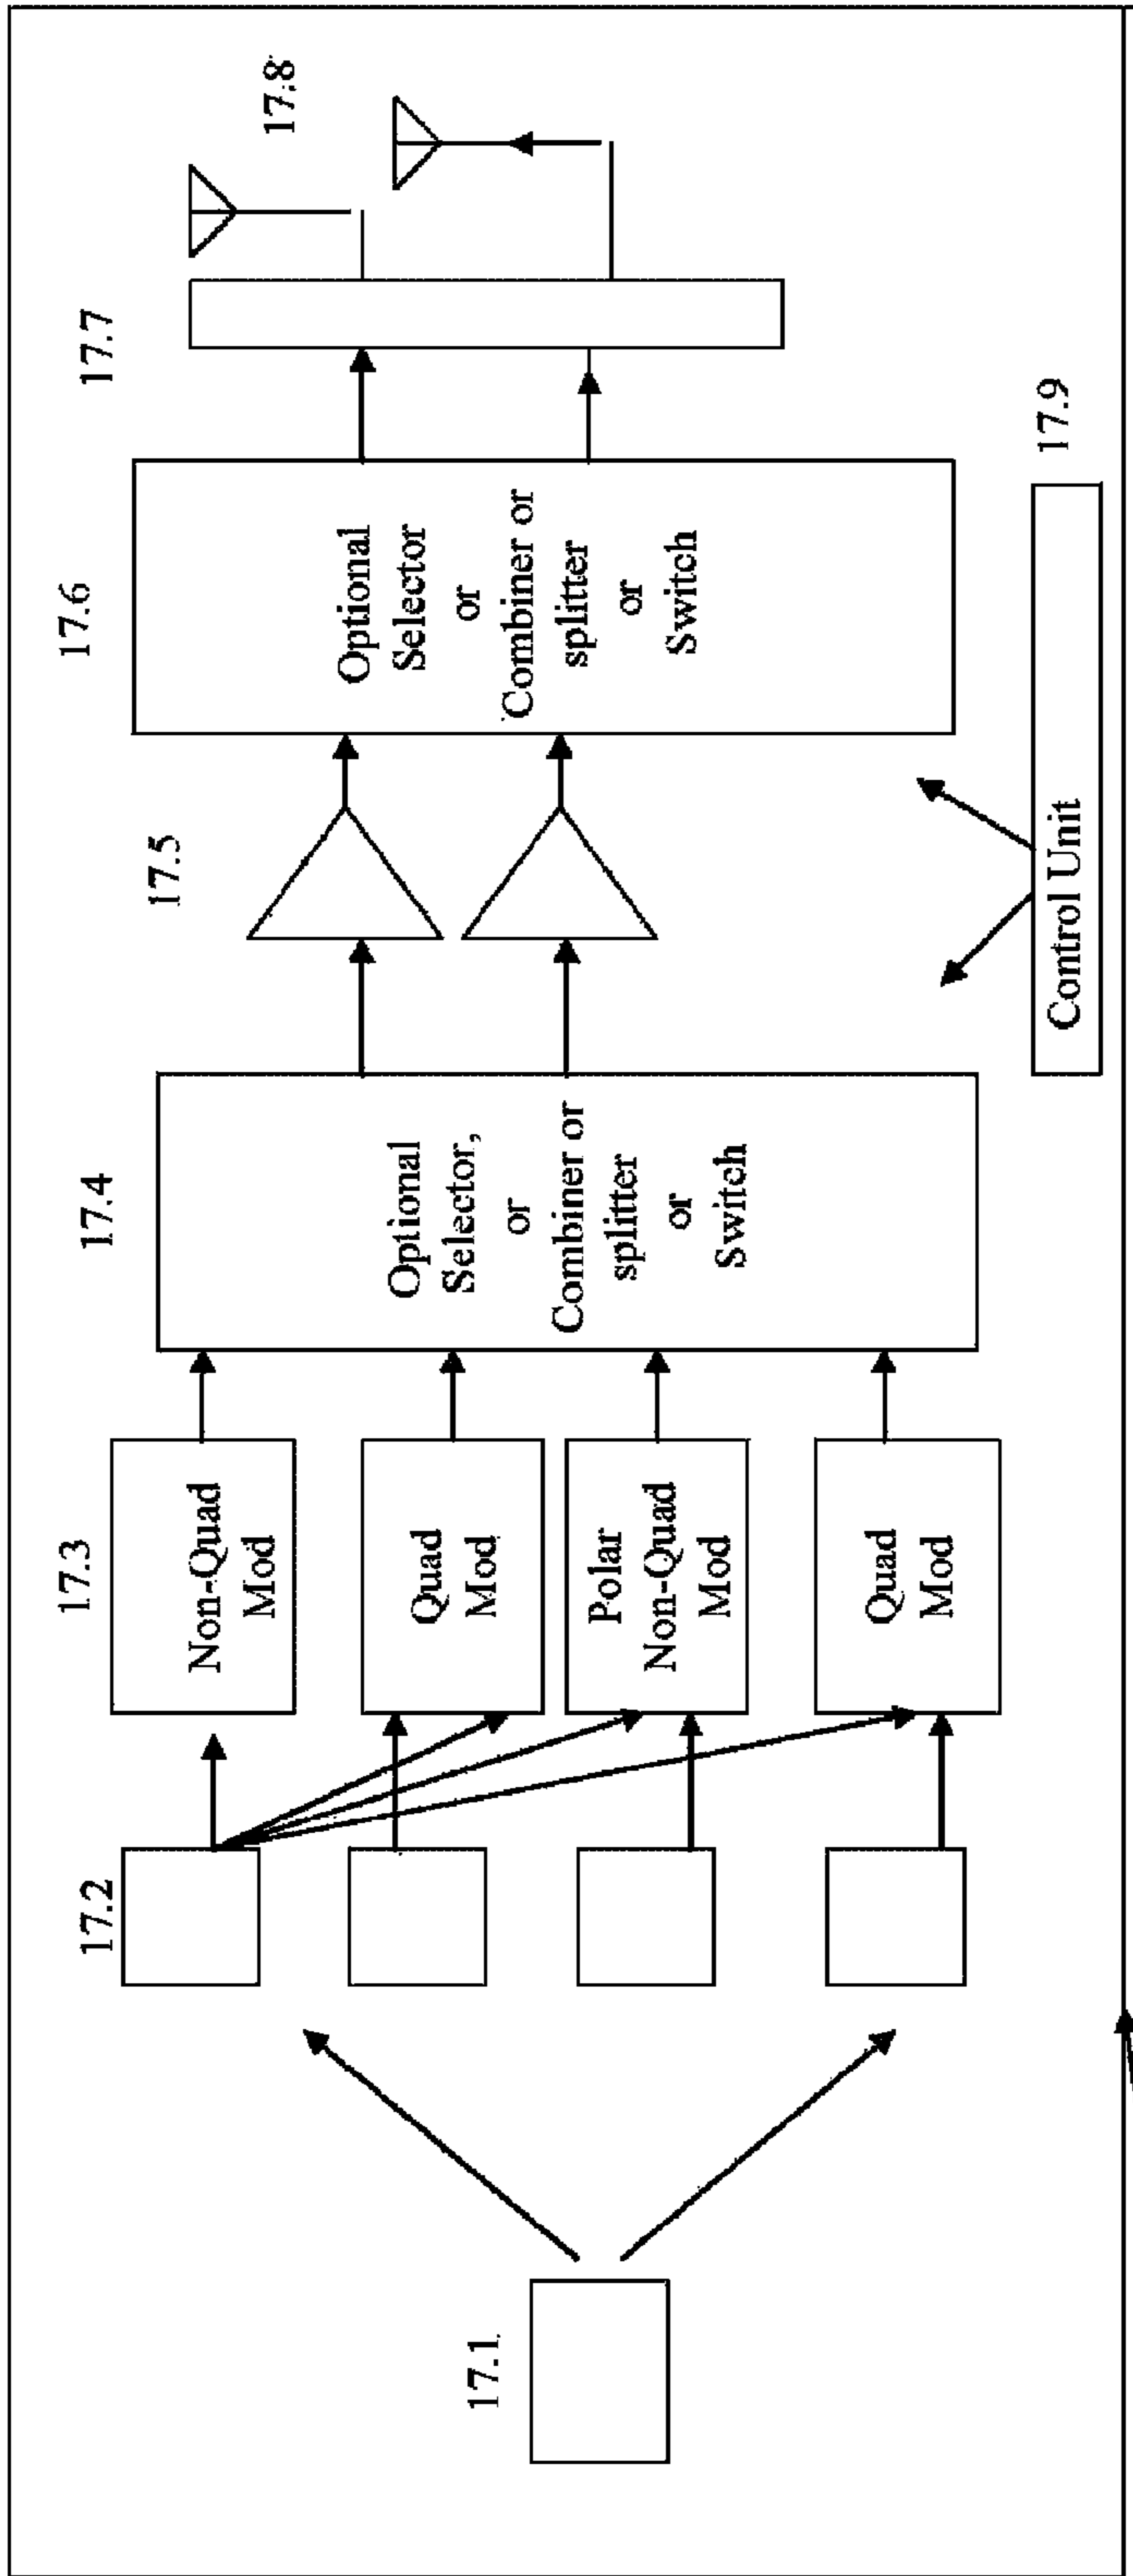 17.1
17.2
17.3
Non-Quad
Mod
Quad
Mod
Polar
Non-Quad
Mod
Quad
Mod
17.4
Optional
Selector,
or
Combiner or
splitter
or
Switch
17.5
17.6
Optional
Selector
or
Combiner or
splitter
or
Switch
17.7
17.8
Control Unit
17.9